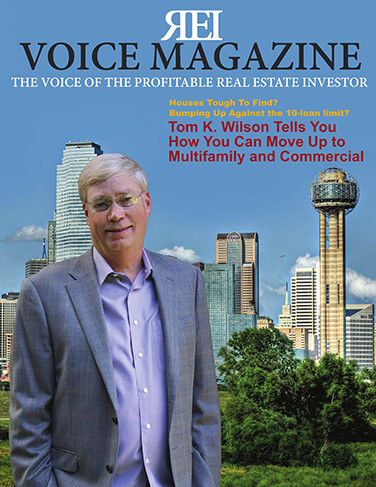 REI
VOICE MAGAZINE
THE VOICE OF THE PROFITABLE REAL ESTATE INVESTOR
Houses Tough To Find?
Bumping Up Against the 10-loan limit?
Tom K. Wilson Tells You
How You Can Move Up to
Multifamily and Commercial